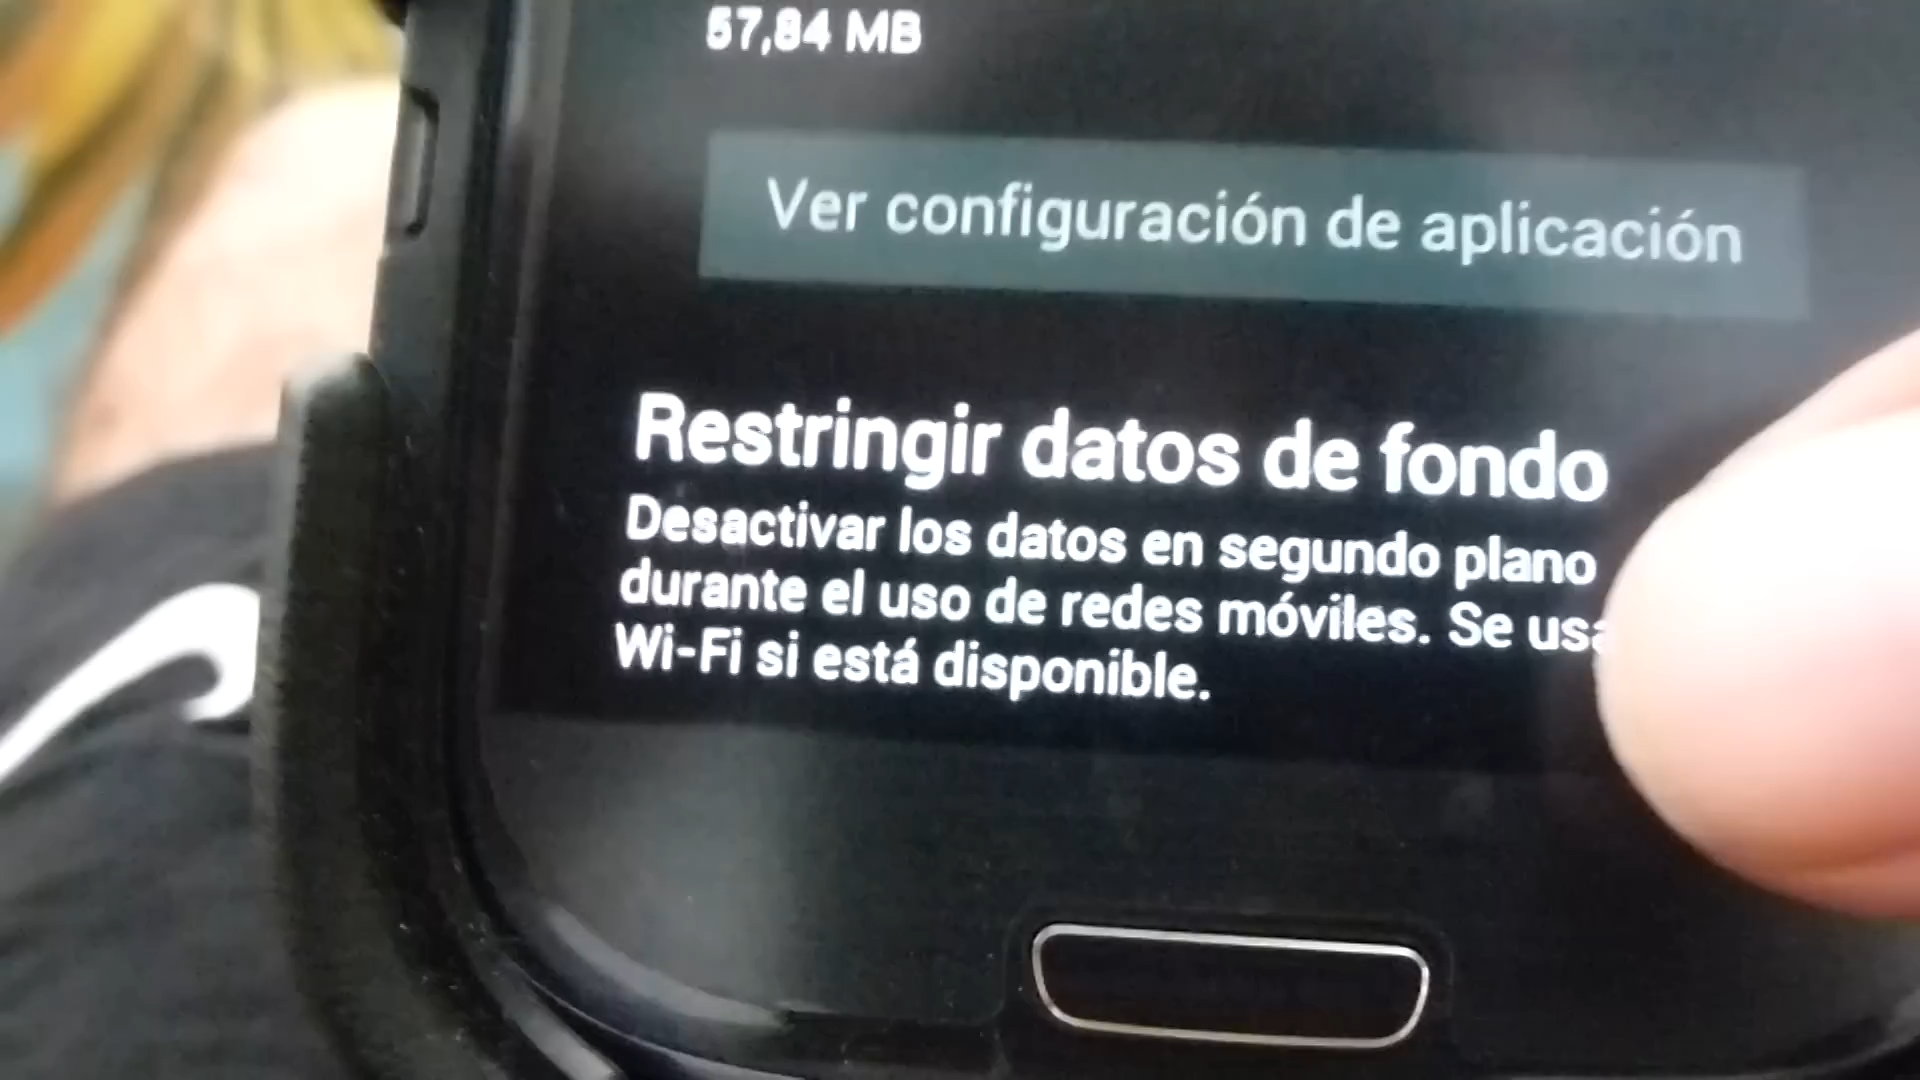 57,84 MB
Ver configuración de aplicación
Restringir datos de fondo
Desactivar los datos en segundo plano
durante el uso de redes móviles. Se
Wi-Fi si está disponible.